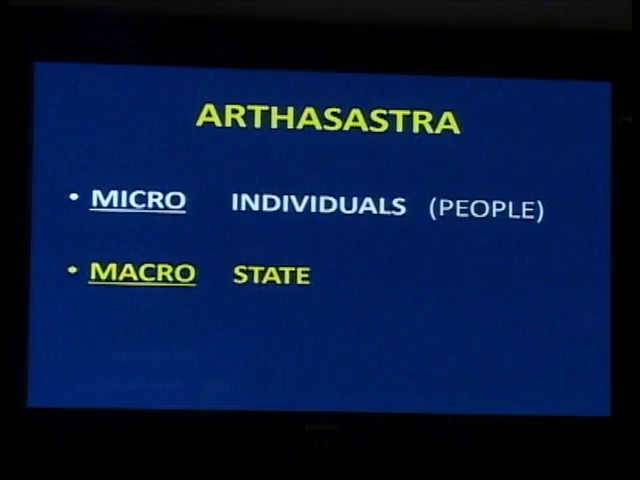 ARTHASASTRA
• MICRO INDIVIDUALS (PEOPLE)
• MACRO STATE